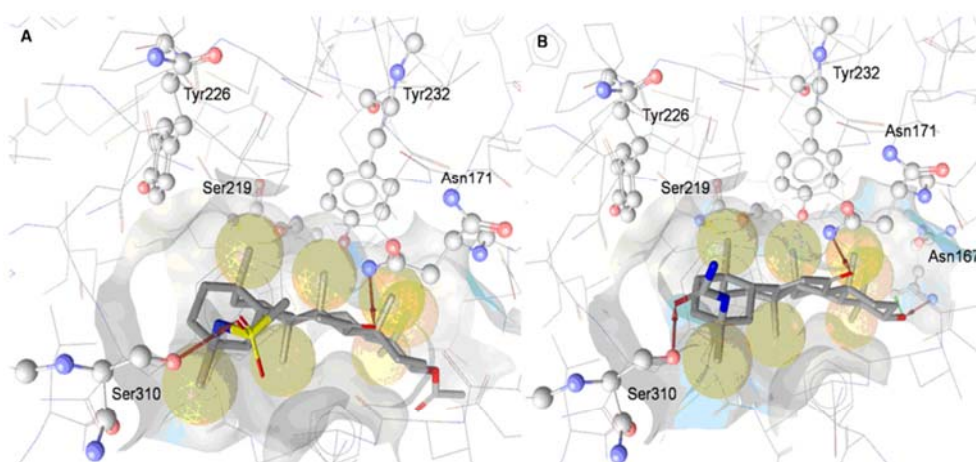 A
Tyr226
Tyr232
Ser219
Asn171
Ser310
B
Tyr232
Tyr226
Asn171
Ser219
Asn167
Ser310